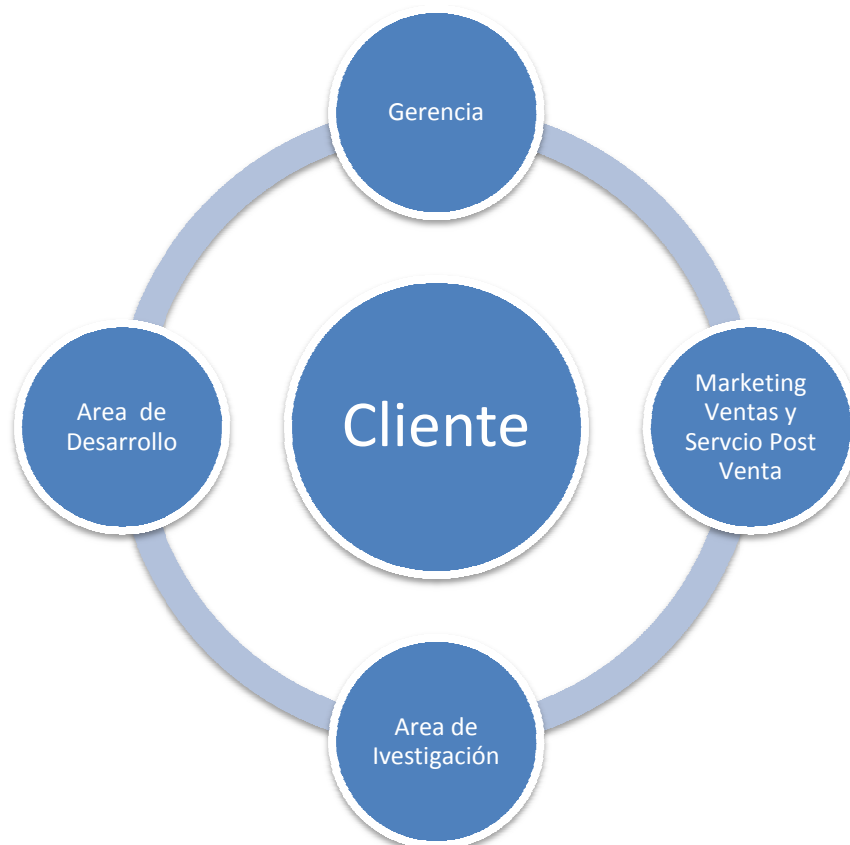 Gerencia
Area de
Desarrollo
Cliente
Marketing
Ventas y
Servcio Post
Venta
Area de
Ivestigación